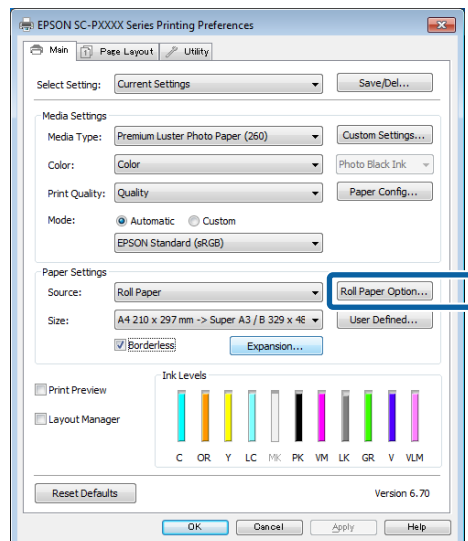 EPSON SC-PXXXX Series Printing Preferences
Main Page Layout Utility
Select Setting: Current Settings Save/Del...
Media Settings
Media Type: Premium Luster Photo Paper (260) Custom Settings...
Color: Color Photo Black Ink
Print Quality: Quality Paper Config...
Mode: Automatic Custom
EPSON Standard (sRGB)
Paper Settings
Source: Roll Paper Roll Paper Option...
Size: A4 210 x 297 mm -> Super A3 / B 329 x 48 User Defined...
Borderless Expansion...
Ink Levels
Print Preview
Layout Manager
C OR Y LC MK PK VM LK GR V VLM
Reset Defaults Version 6.70
OK Cancel Apply Help